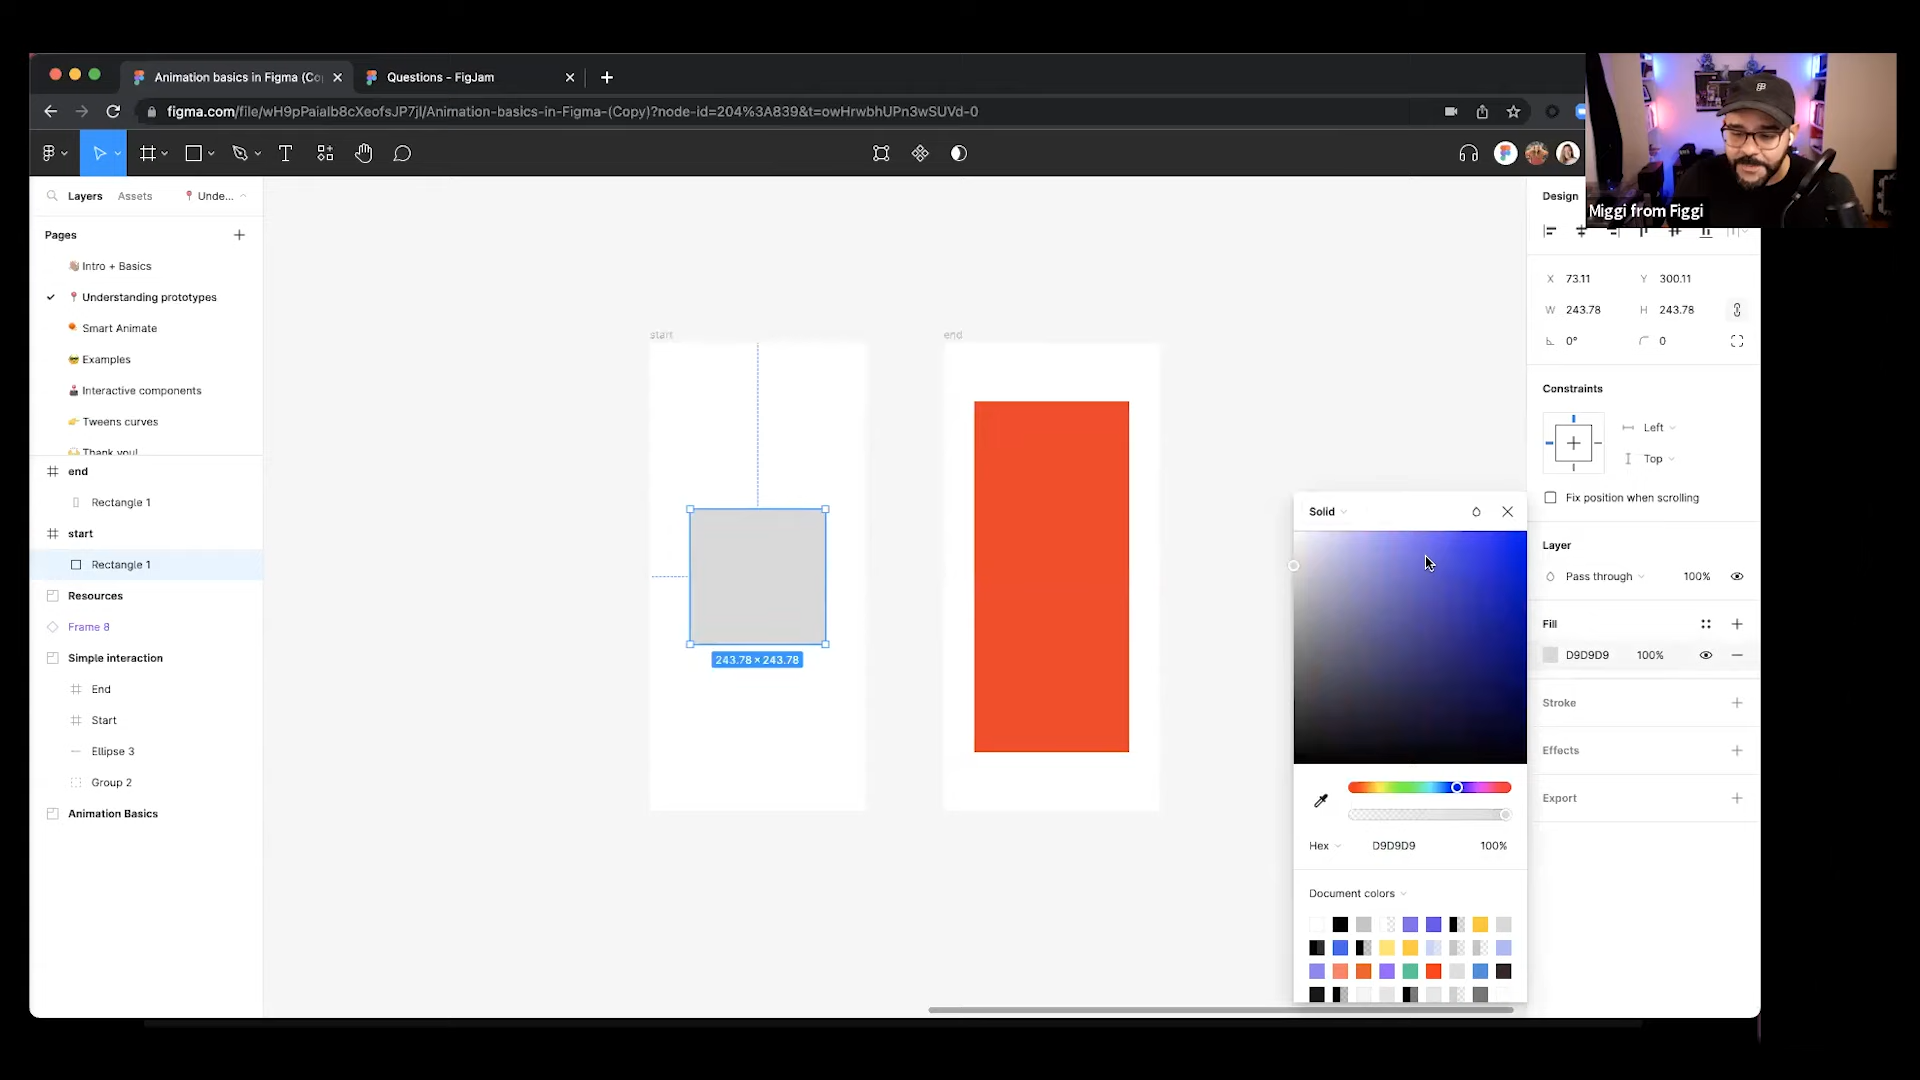 Animation basics in Figma (Co
Questions - FigJam
figma.com/file/wH9pPaialb8cXeofsJP7jl/Animation-basics-in-Figma-(Copy)?node-id=204%3A839&t=owHrwbhUPn3wSUVd-0
Miggi from Figgi
Layers
Assets
Unde...
Pages
Intro + Basics
Understanding prototypes
Smart Animate
Examples
Interactive components
Tweens curves
Thank you!
end
Rectangle 1
start
Rectangle 1
Resources
Frame 8
Simple interaction
End
Start
Ellipse 3
Group 2
Animation Basics
start
end
243.78 × 243.78
Solid
Hex
D9D9D9
100%
Document colors
Design
X 73.11
Y 300.11
W 243.78
H 243.78
0°
0
Constraints
Left
Top
Fix position when scrolling
Layer
Pass through
100%
Fill
D9D9D9
100%
Stroke
Effects
Export